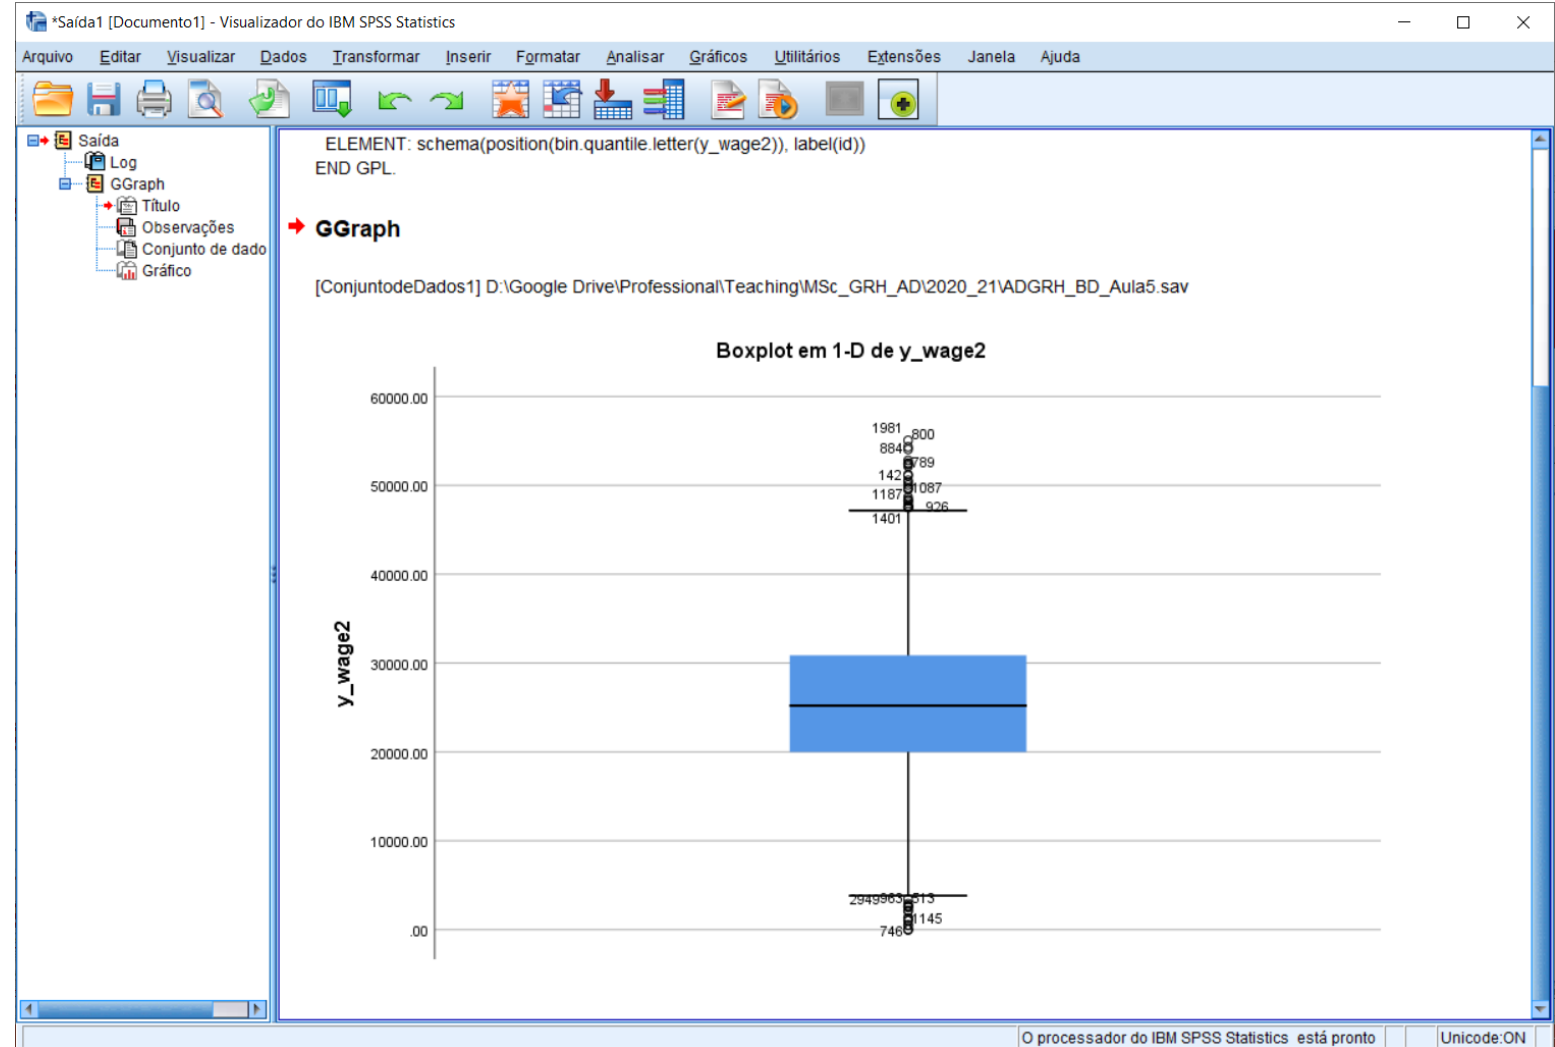 *Saída1 [Documento1] - Visualizador do IBM SPSS Statistics
Arquivo Editar Visualizar Dados Transformar Inserir Formatar Analisar Gráficos Utilitários Extensões Janela Ajuda
Saída
Log
GGraph
Título
Observações
Conjunto de dado
Gráfico
ELEMENT: schema(position(bin.quantile.letter(y_wage2)), label(id))
END GPL.
GGraph
[ConjuntodeDados1] D:\Google Drive\Professional\Teaching\MSc_GRH_AD\2020_21\ADGRH_BD_Aula5.sav
Boxplot em 1-D de y_wage2
y_wage2
60000.00
50000.00
40000.00
30000.00
20000.00
10000.00
.00
1981 800
884
789
142
1087
1187
926
1401
2949 963 513
1145
746
O processador do IBM SPSS Statistics está pronto Unicode:ON